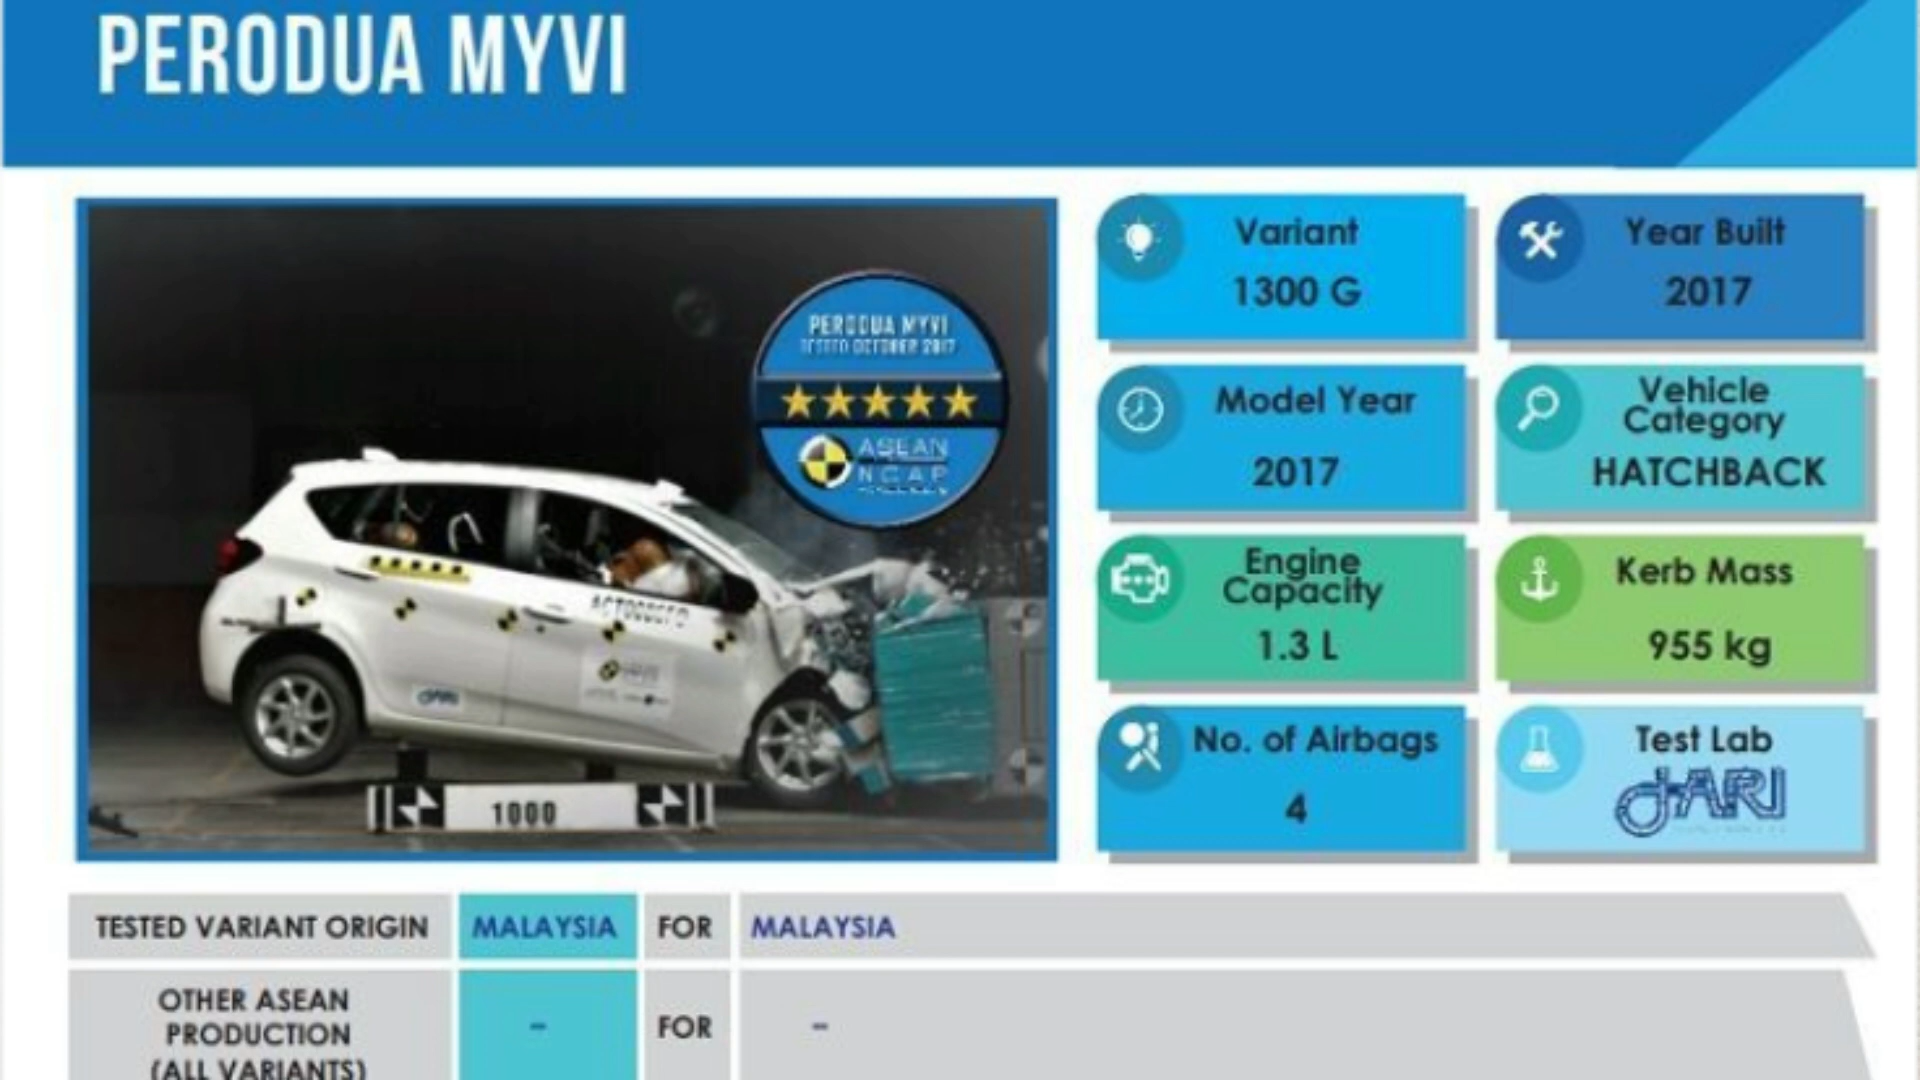 PERODUA MYVI
PERODUA MYVI
TESTED OCTOBER 2017
ASEAN
NCAP
1000
Variant
1300 G
Year Built
2017
Model Year
2017
Vehicle
Category
HATCHBACK
Engine
Capacity
1.3 L
Kerb Mass
955 kg
No. of Airbags
4
Test Lab
JARI
TESTED VARIANT ORIGIN MALAYSIA FOR MALAYSIA
OTHER ASEAN
PRODUCTION
(ALL VARIANTS)
– FOR –